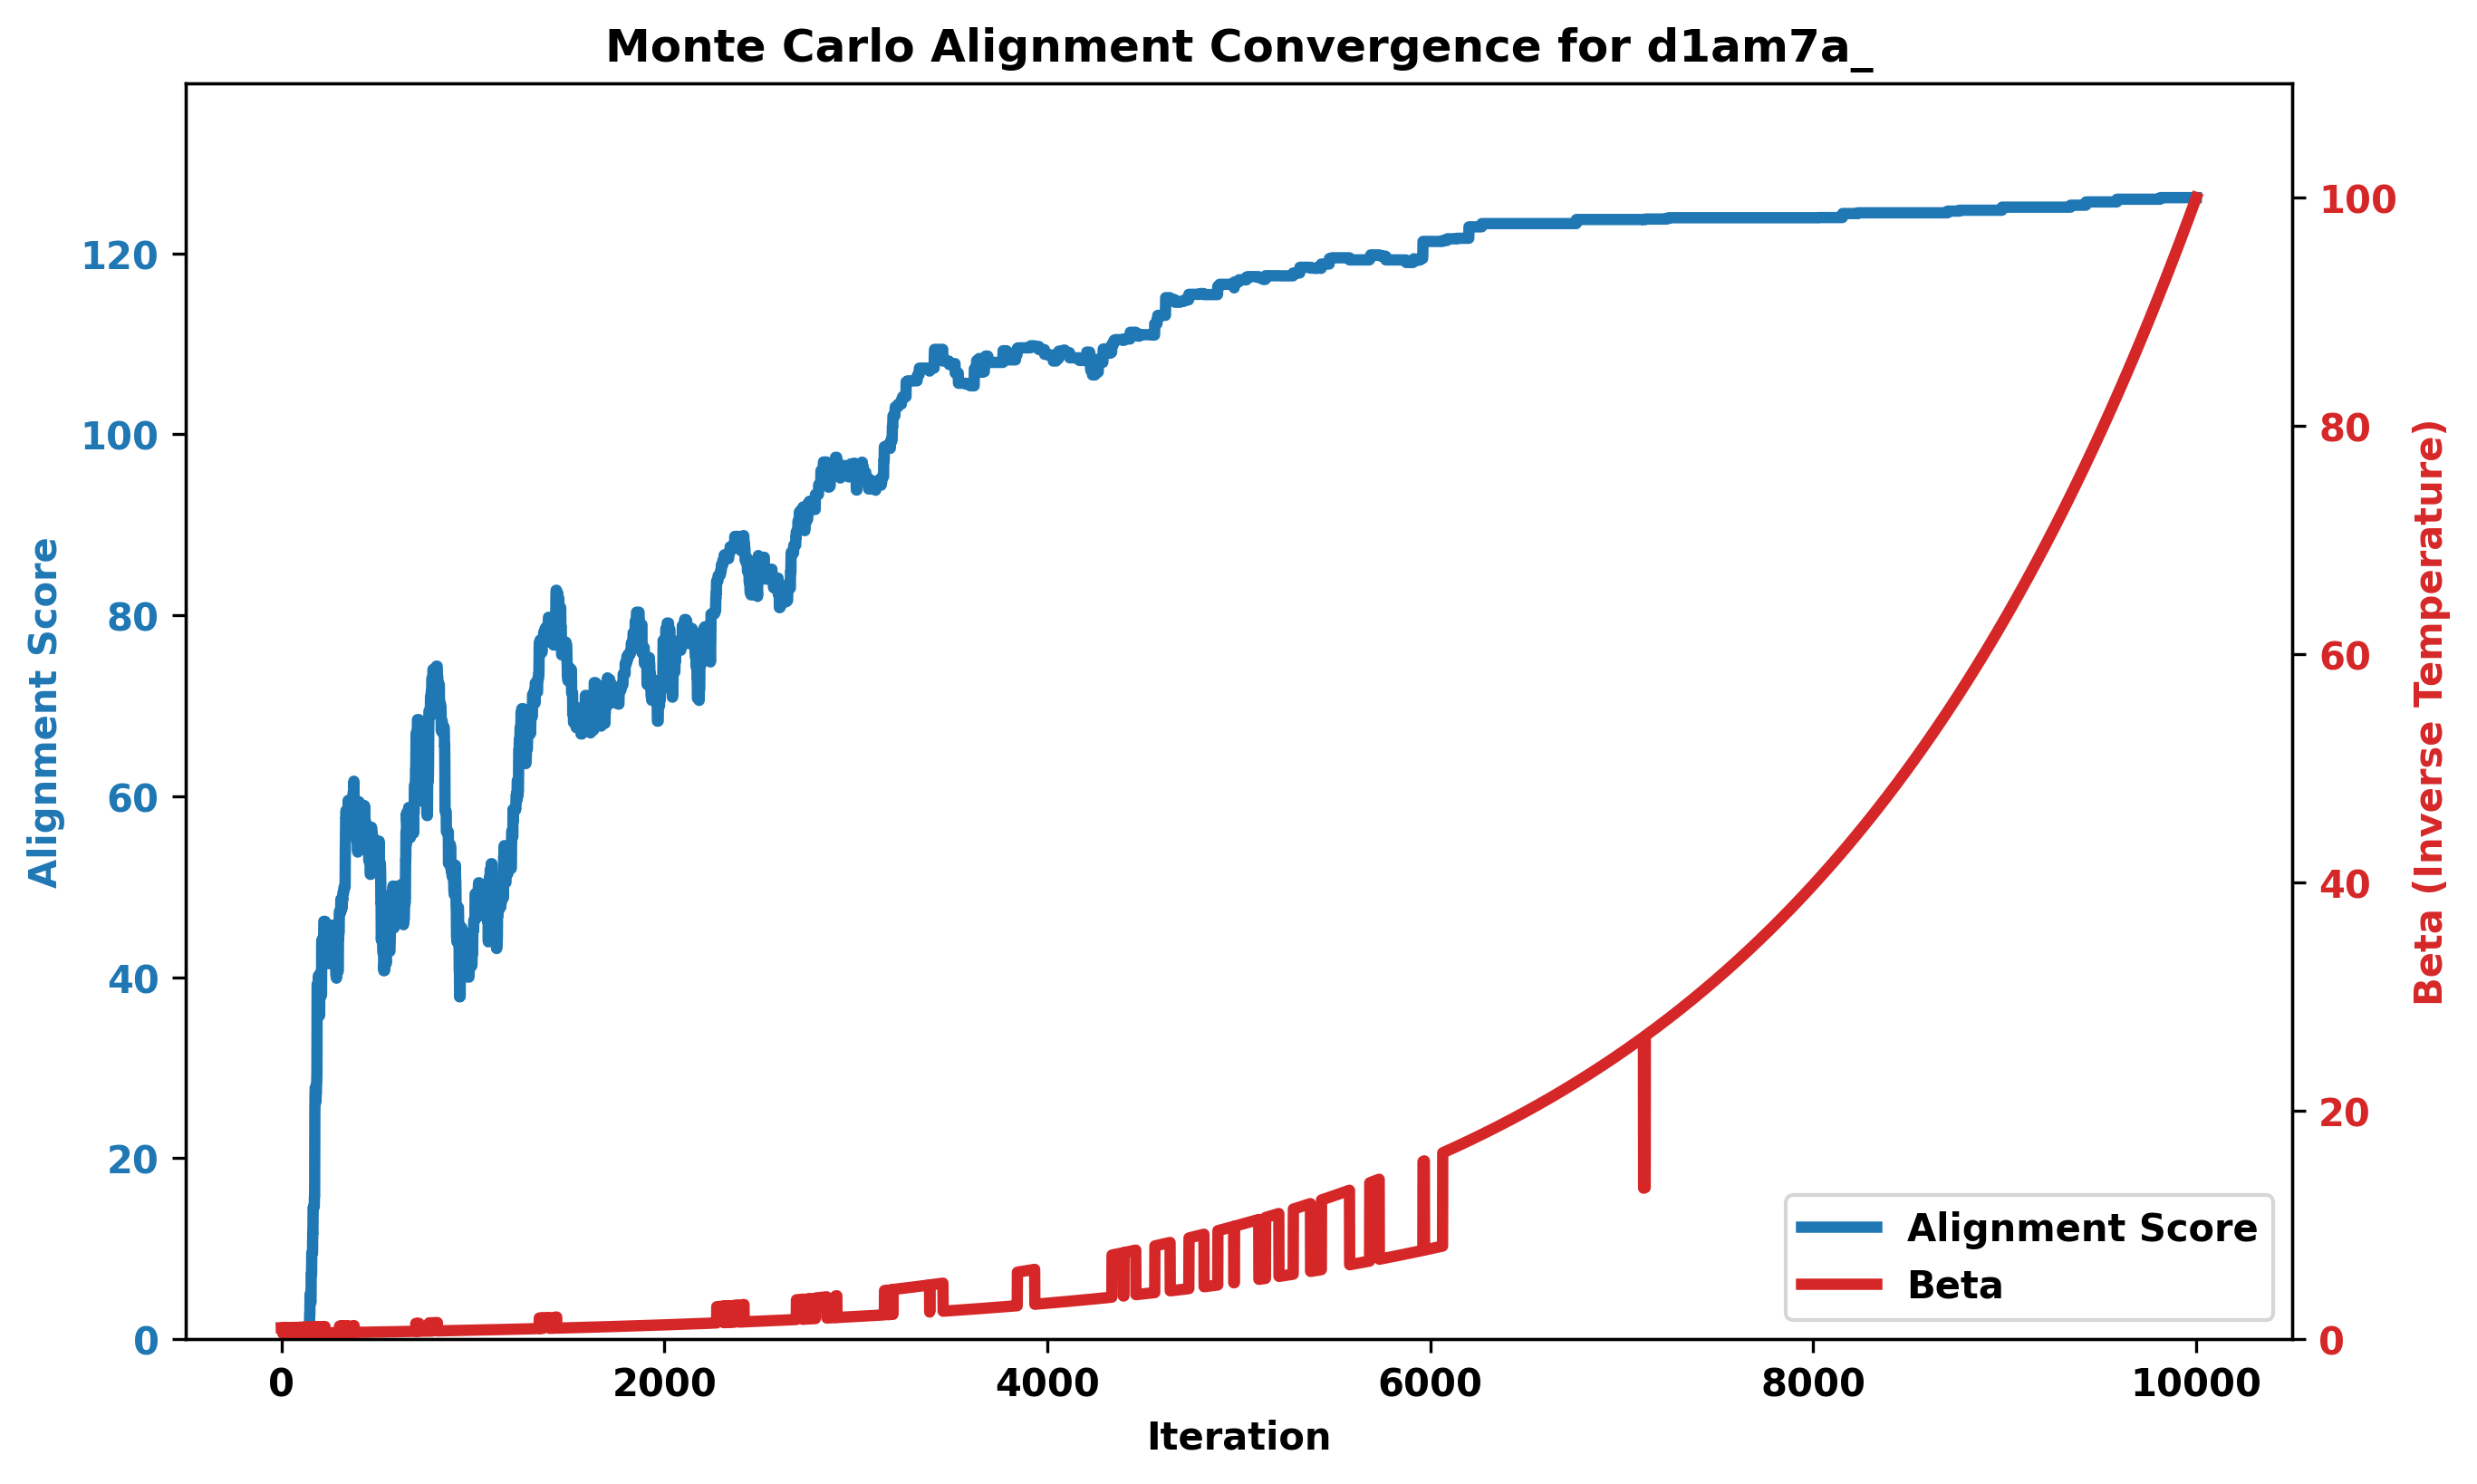 Monte Carlo Alignment Convergence for d1am7a_
Alignment Score
120
100
80
60
40
20
0
100
80
60
40
20
0
Beta (Inverse Temperature)
Alignment Score
Beta
0 2000 4000 6000 8000 10000
Iteration